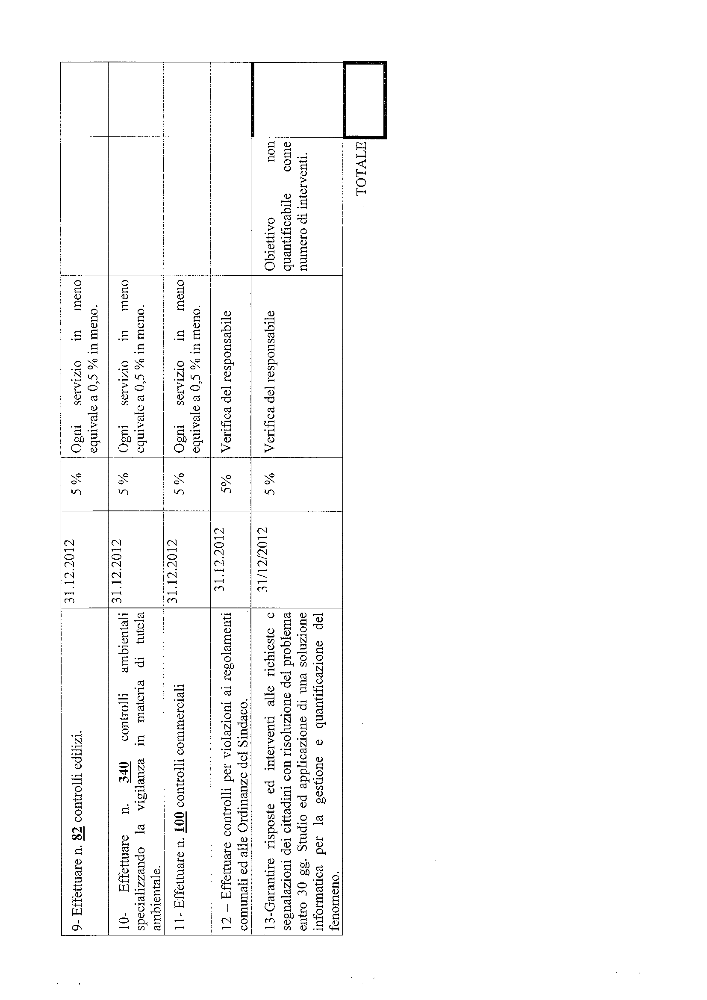 9- Effettuare n. 82 controlli edilizi.
31.12.2012
5 %
Ogni servizio in meno
equivale a 0,5 % in meno.
10- Effettuare n. 340 controlli ambientali
specializzando la vigilanza in materia di tutela
ambientale.
31.12.2012
5 %
Ogni servizio in meno
equivale a 0,5 % in meno.
11- Effettuare n. 100 controlli commerciali
31.12.2012
5 %
Ogni servizio in meno
equivale a 0,5 % in meno.
12 – Effettuare controlli per violazioni ai regolamenti
comunali ed alle Ordinanze del Sindaco.
31.12.2012
5%
Verifica del responsabile
13-Garantire risposte ed interventi alle richieste e
segnalazioni dei cittadini con risoluzione del problema
entro 30 gg. Studio ed applicazione di una soluzione
informatica per la gestione e quantificazione del
fenomeno.
31/12/2012
5 %
Verifica del responsabile
Obiettivo non
quantificabile come
numero di interventi.
TOTALE